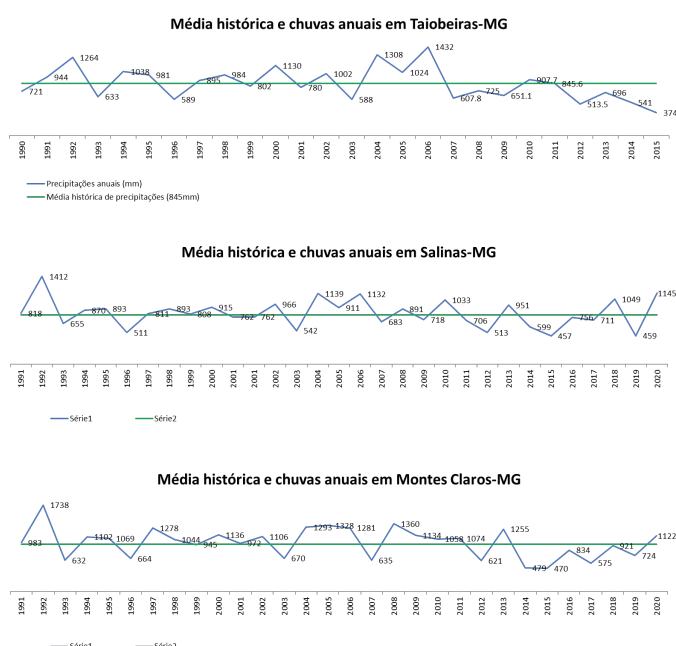 Média histórica e chuvas anuais em Taiobeiras-MG
721 944 1264 633 1038 981 589 895 984 802 1130 780 1002 588 1308 1024 1432 607.8 725 651.1 907.7 845.6 513.5 696 541 374
1990 1991 1992 1993 1994 1995 1996 1997 1998 1999 2000 2001 2002 2003 2004 2005 2006 2007 2008 2009 2010 2011 2012 2013 2014 2015
Precipitações anuais (mm)
Média histórica de precipitações (845mm)
Média histórica e chuvas anuais em Salinas-MG
818 1412 655 870 893 511 811 893 808 915 762 762 966 542 1139 911 1132 683 891 718 1033 706 513 951 599 457 756 711 1049 459 1145
1991 1992 1993 1994 1995 1996 1997 1998 1999 2000 2001 2001 2002 2003 2004 2005 2006 2007 2008 2009 2010 2011 2012 2013 2014 2015 2016 2017 2018 2019 2020
Série1 Série2
Média histórica e chuvas anuais em Montes Claros-MG
983 1738 632 1102 1069 664 1278 1044 945 1136 972 1106 670 1293 1328 1281 635 1360 1134 1058 1074 621 1255 479 470 834 575 921 724 1122
1991 1992 1993 1994 1995 1996 1997 1998 1999 2000 2001 2002 2003 2004 2005 2006 2007 2008 2009 2010 2011 2012 2013 2014 2015 2016 2017 2018 2019 2020
Série1 Série2